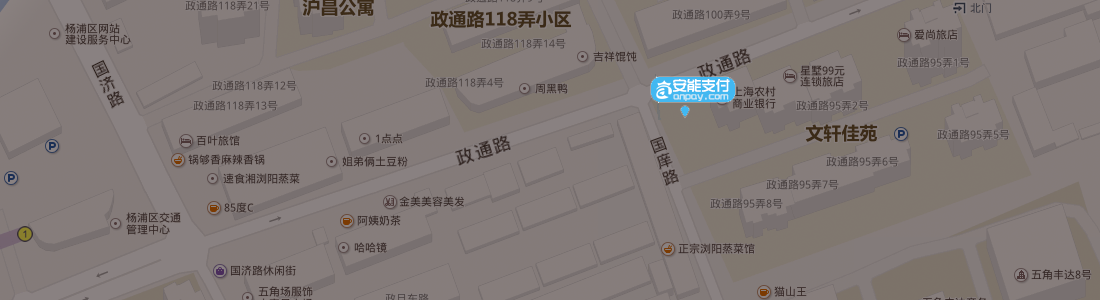 政通路118弄21号
沪昌公寓
政通路118弄小区
政通路100弄9号
北门
杨浦区网站
建设服务中心
政通路118弄14号
爱尚旅店
吉祥馄饨
政通路
国济路
政通路118弄12号
政通路118弄4号
周黑鸭
安能支付
anpay.com
星墅99元
连锁旅店
政通路95弄1号
上海农村
商业银行
政通路118弄13号
政通路95弄2号
百叶旅馆
1点点
政通路
国库路
文轩佳苑
P
政通路95弄5号
P
锅够香麻辣香锅
姐弟俩土豆粉
政通路95弄6号
P
速食湘浏阳蒸菜
政通路95弄7号
85度C
金美美容美发
政通路95弄8号
杨浦区交通
管理中心
阿姨奶茶
1
哈哈镜
正宗浏阳蒸菜馆
国济路休闲街
五角丰达8号
五角场服饰
猫山王